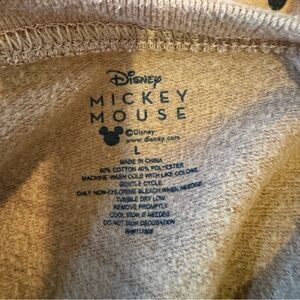 Disney
MICKEY
MOUSE
©Disney
www.disney.com
L
MADE IN CHINA
60% COTTON 40% POLYESTER
MACHINE WASH COLD WITH LIKE COLORS,
GENTLE CYCLE.
ONLY NON-CHLORINE BLEACH WHEN NEEDED.
TUMBLE DRY LOW.
REMOVE PROMPTLY.
COOL IRON IF NEEDED.
DO NOT IRON DECORATION